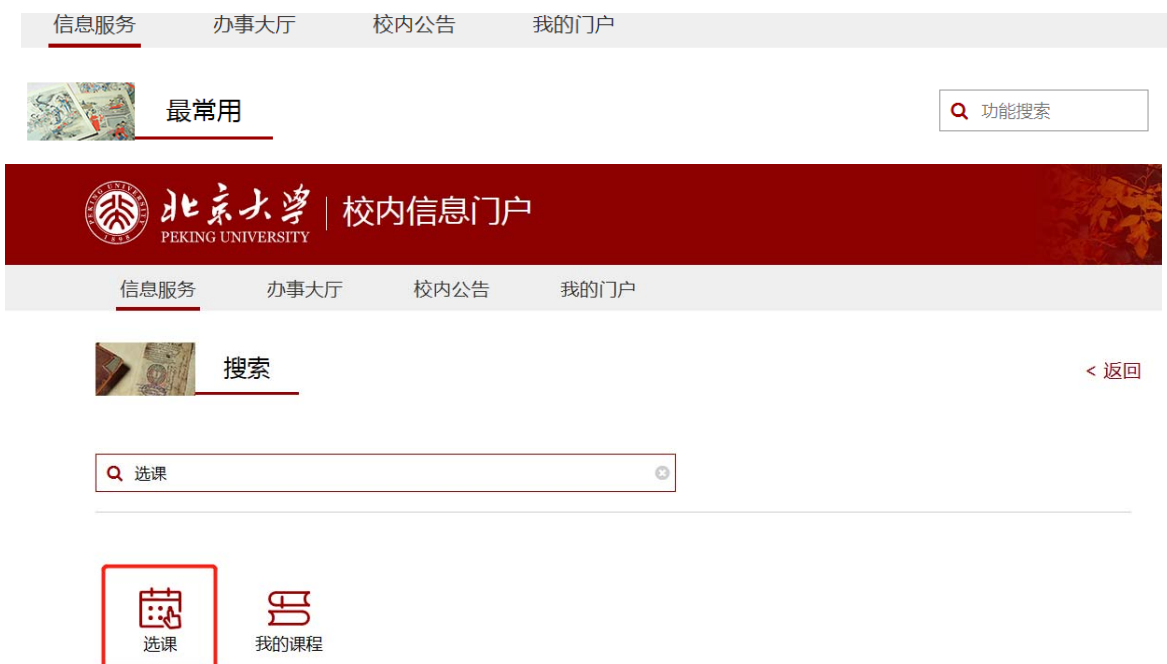 信息服务 办事大厅 校内公告 我的门户
最常用 功能搜索
PEKING UNIVERSITY 1898
北京大学 校内信息门户
PEKING UNIVERSITY
信息服务 办事大厅 校内公告 我的门户
搜索 < 返回
选课
选课 我的课程